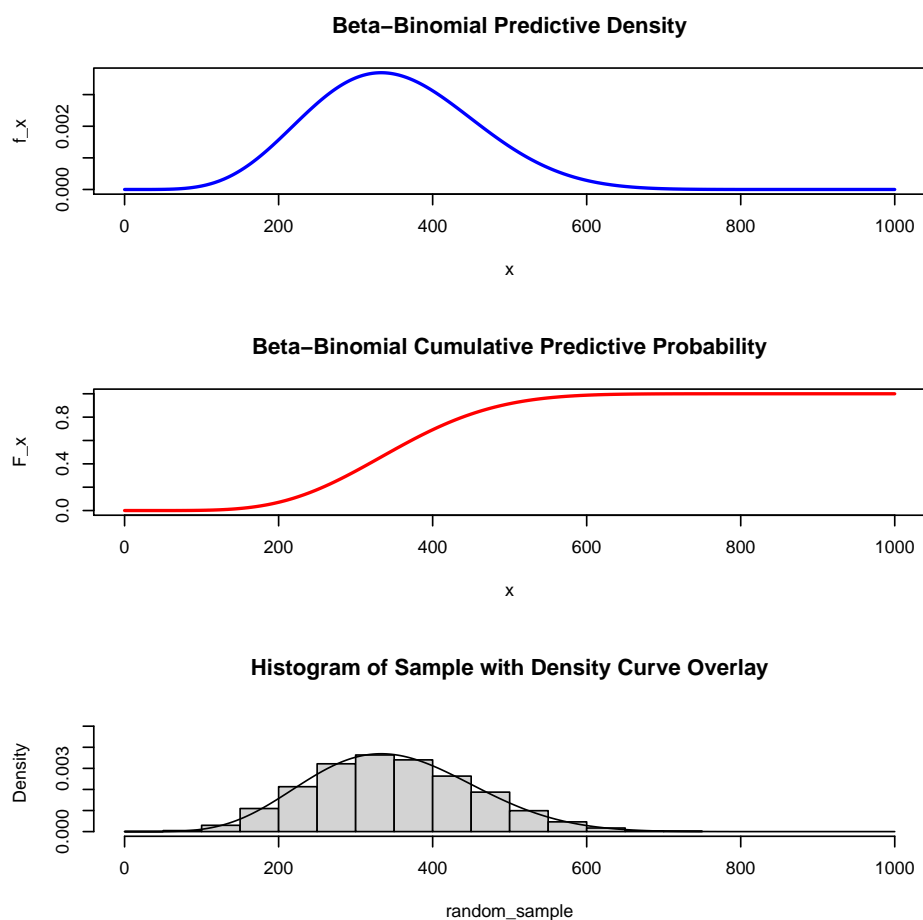 Beta−Binomial Predictive Density
f_x
0.000
0.002
0
200
400
600
800
1000
x
Beta−Binomial Cumulative Predictive Probability
F_x
0.0
0.4
0.8
0
200
400
600
800
1000
x
Histogram of Sample with Density Curve Overlay
Density
0.000
0.003
0
200
400
600
800
1000
random_sample